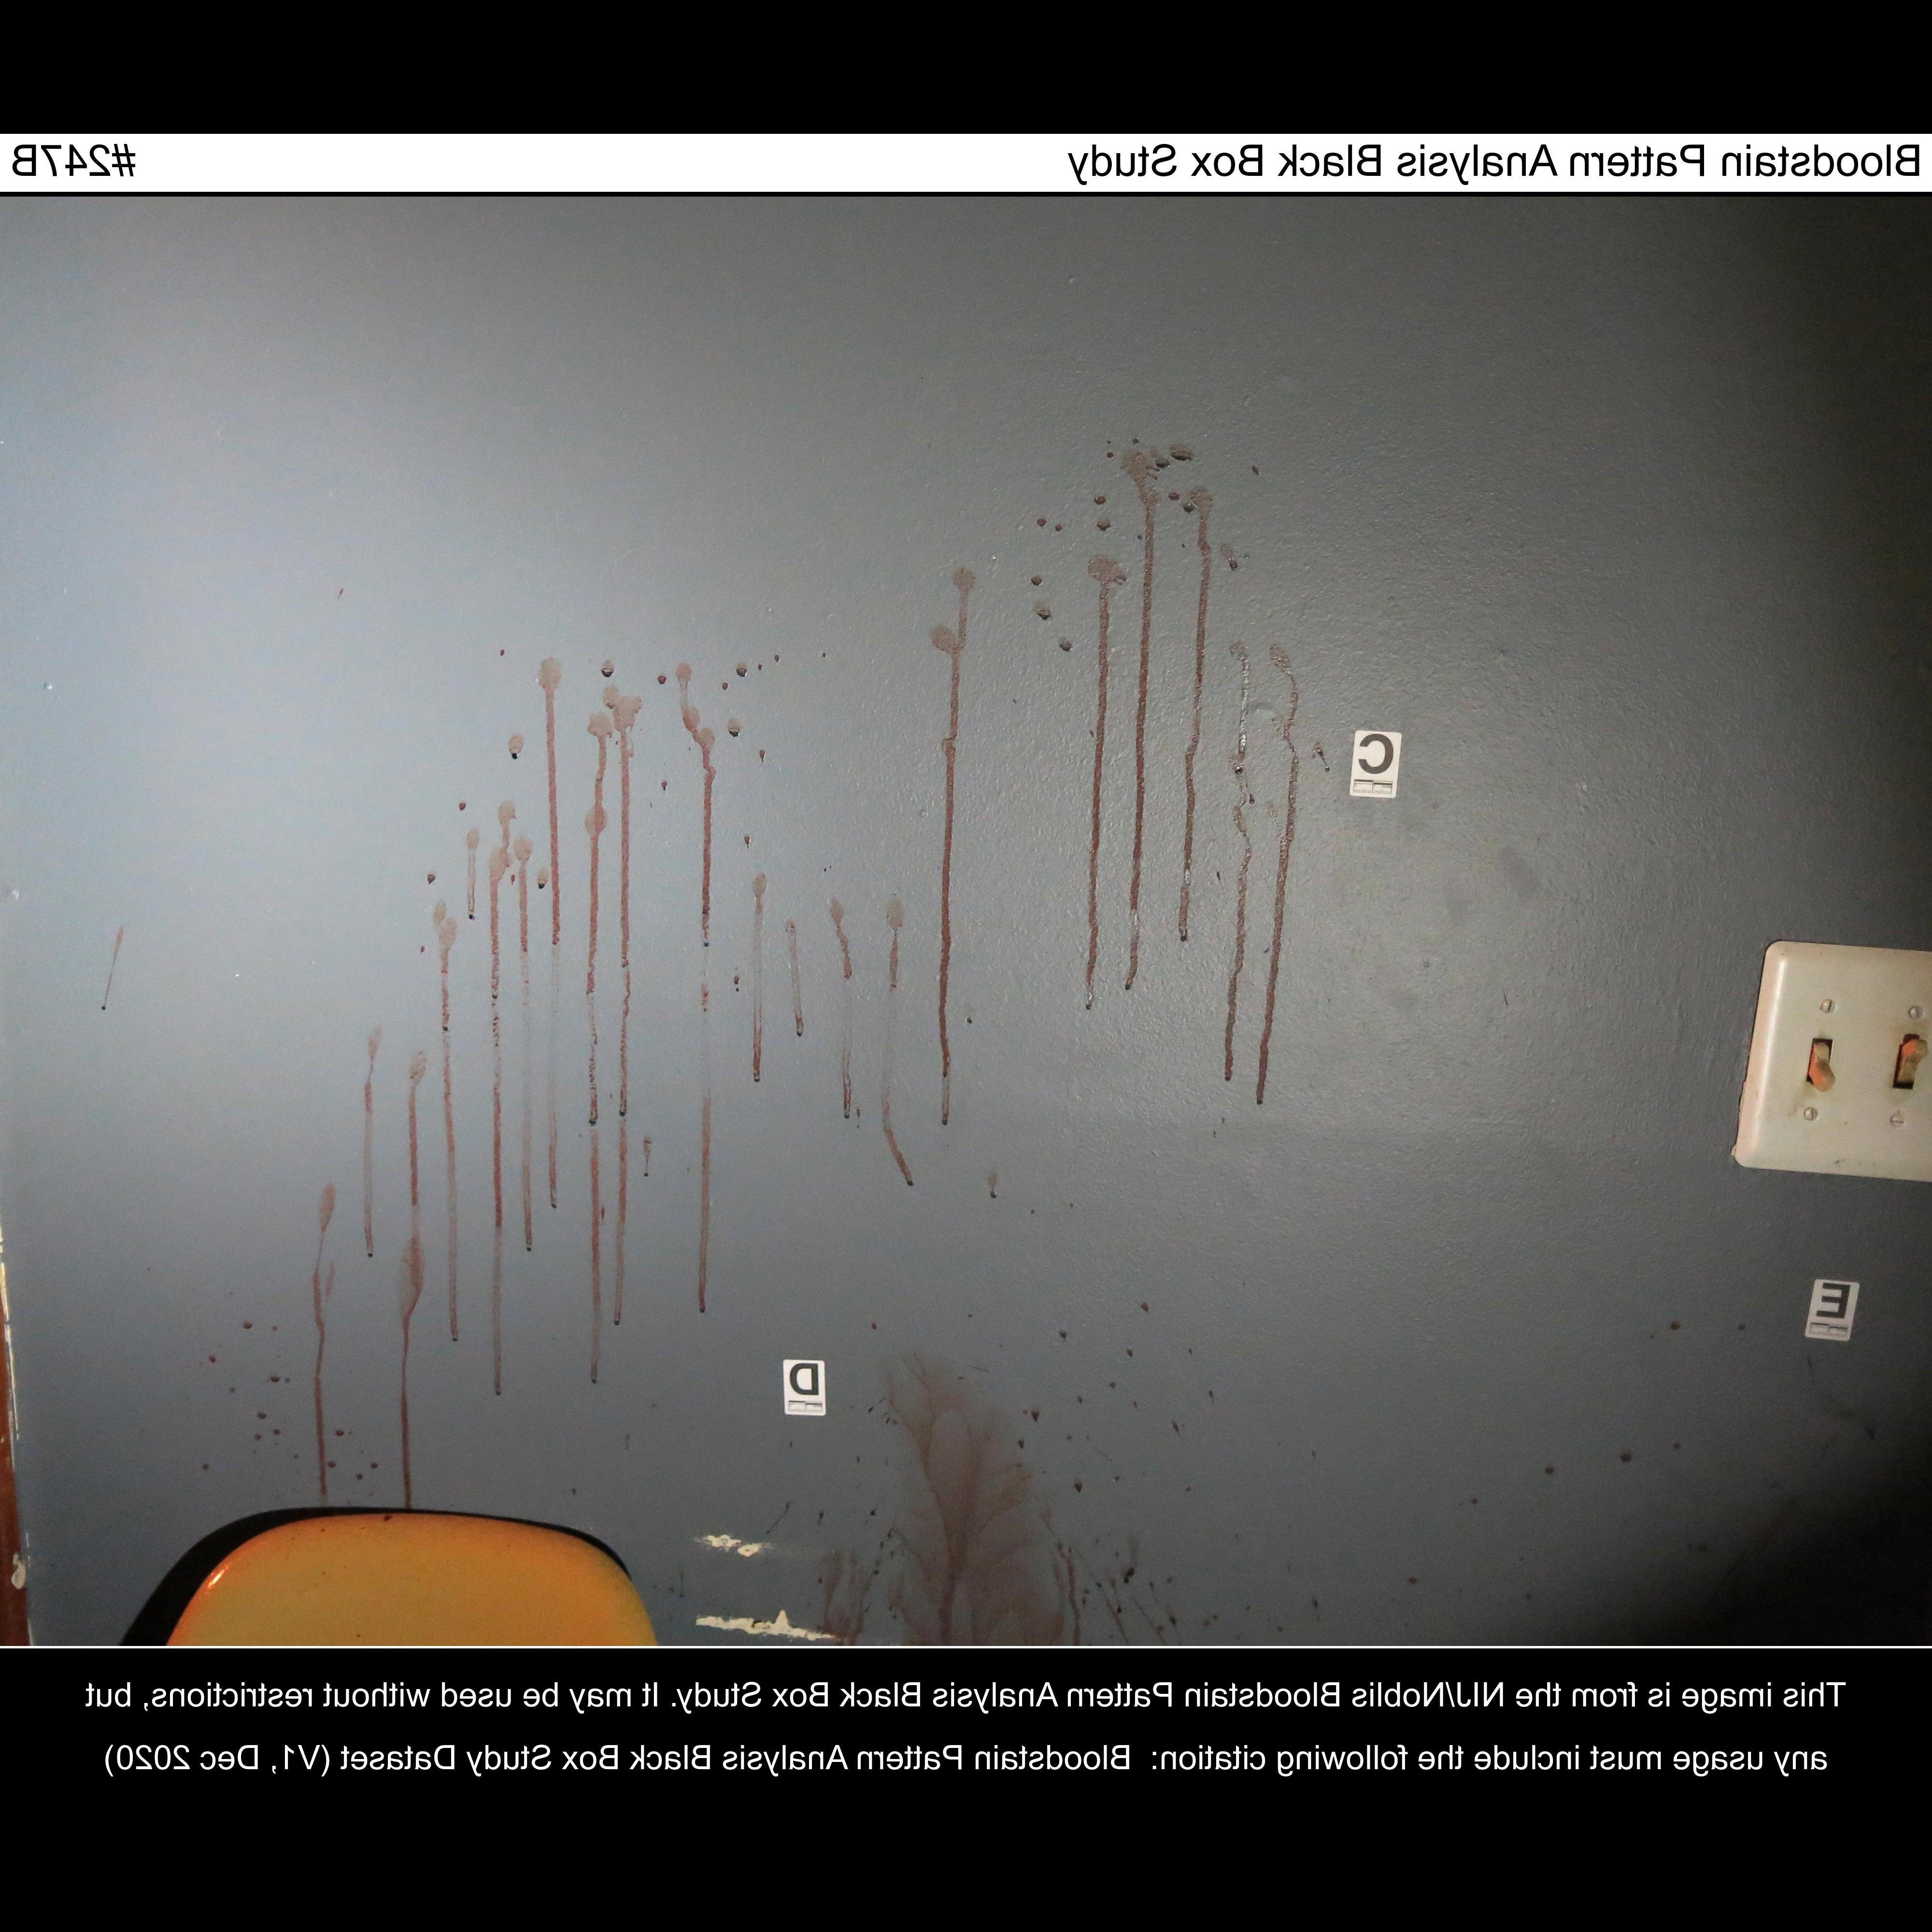 Bloodstain Pattern Analysis Black Box Study #247B
C
E
D
This image is from the NIJ/Noblis Bloodstain Pattern Analysis Black Box Study. It may be used without restrictions, but
any usage must include the following citation: Bloodstain Pattern Analysis Black Box Study Dataset (V1, Dec 2020)